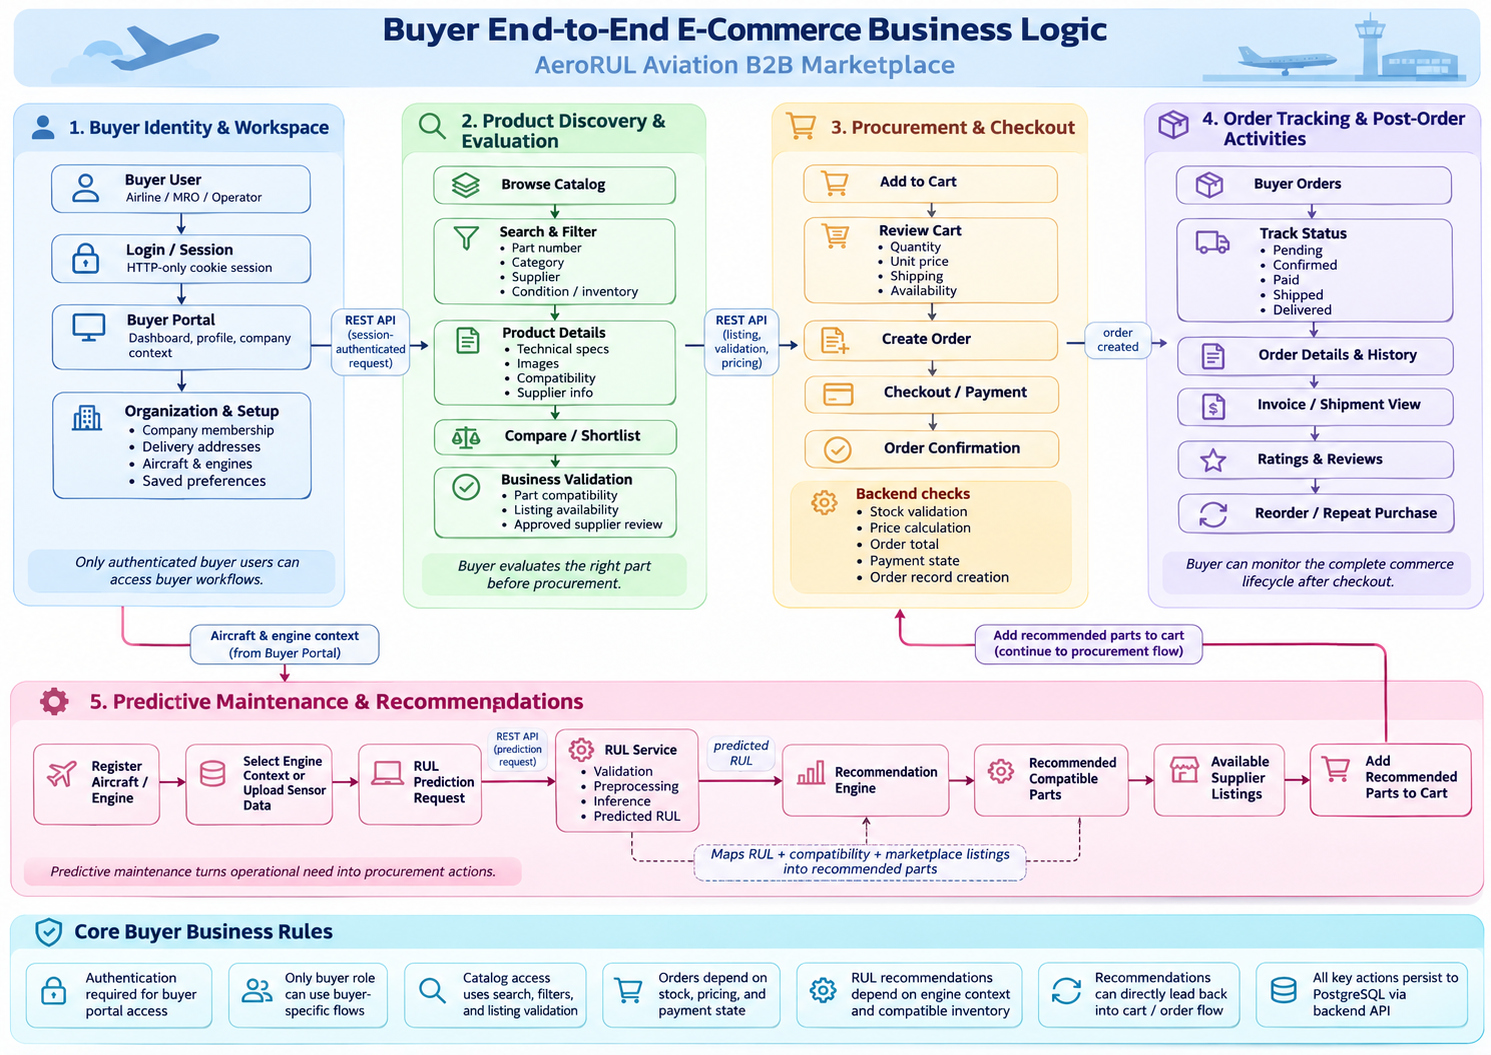 Buyer End-to-End E-Commerce Business Logic
AeroRUL Aviation B2B Marketplace
1. Buyer Identity & Workspace
Buyer User
Airline / MRO / Operator
Login / Session
HTTP-only cookie session
Buyer Portal
Dashboard, profile, company
context
Organization & Setup
• Company membership
• Delivery addresses
• Aircraft & engines
• Saved preferences
Only authenticated buyer users can
access buyer workflows.
REST API
(session-
authenticated
request)
2. Product Discovery &
Evaluation
Browse Catalog
Search & Filter
• Part number
• Category
• Supplier
• Condition / inventory
Product Details
• Technical specs
• Images
• Compatibility
• Supplier info
Compare / Shortlist
Business Validation
• Part compatibility
• Listing availability
• Approved supplier review
Buyer evaluates the right part
before procurement.
REST API
(listing,
validation,
pricing)
3. Procurement & Checkout
Add to Cart
Review Cart
• Quantity
• Unit price
• Shipping
• Availability
Create Order
Checkout / Payment
Order Confirmation
Backend checks
• Stock validation
• Price calculation
• Order total
• Payment state
• Order record creation
order
created
4. Order Tracking & Post-Order
Activities
Buyer Orders
Track Status
• Pending
• Confirmed
• Paid
• Shipped
• Delivered
Order Details & History
Invoice / Shipment View
Ratings & Reviews
Reorder / Repeat Purchase
Buyer can monitor the complete commerce
lifecycle after checkout.
Aircraft & engine context
(from Buyer Portal)
Add recommended parts to cart
(continue to procurement flow)
5. Predictive Maintenance & Recommendations
Register
Aircraft /
Engine
Select Engine
Context or
Upload Sensor
Data
RUL
Prediction
Request
REST API
(prediction
request)
RUL Service
• Validation
• Preprocessing
• Inference
• Predicted RUL
predicted
RUL
Recommendation
Engine
Recommended
Compatible
Parts
Available
Supplier
Listings
Add
Recommended
Parts to Cart
Maps RUL + compatibility + marketplace listings
into recommended parts
Predictive maintenance turns operational need into procurement actions.
Core Buyer Business Rules
Authentication
required for buyer
portal access
Only buyer role
can use buyer-
specific flows
Catalog access
uses search, filters,
and listing validation
Orders depend on
stock, pricing, and
payment state
RUL recommendations
depend on engine context
and compatible inventory
Recommendations
can directly lead back
into cart / order flow
All key actions persist to
PostgreSQL via
backend API